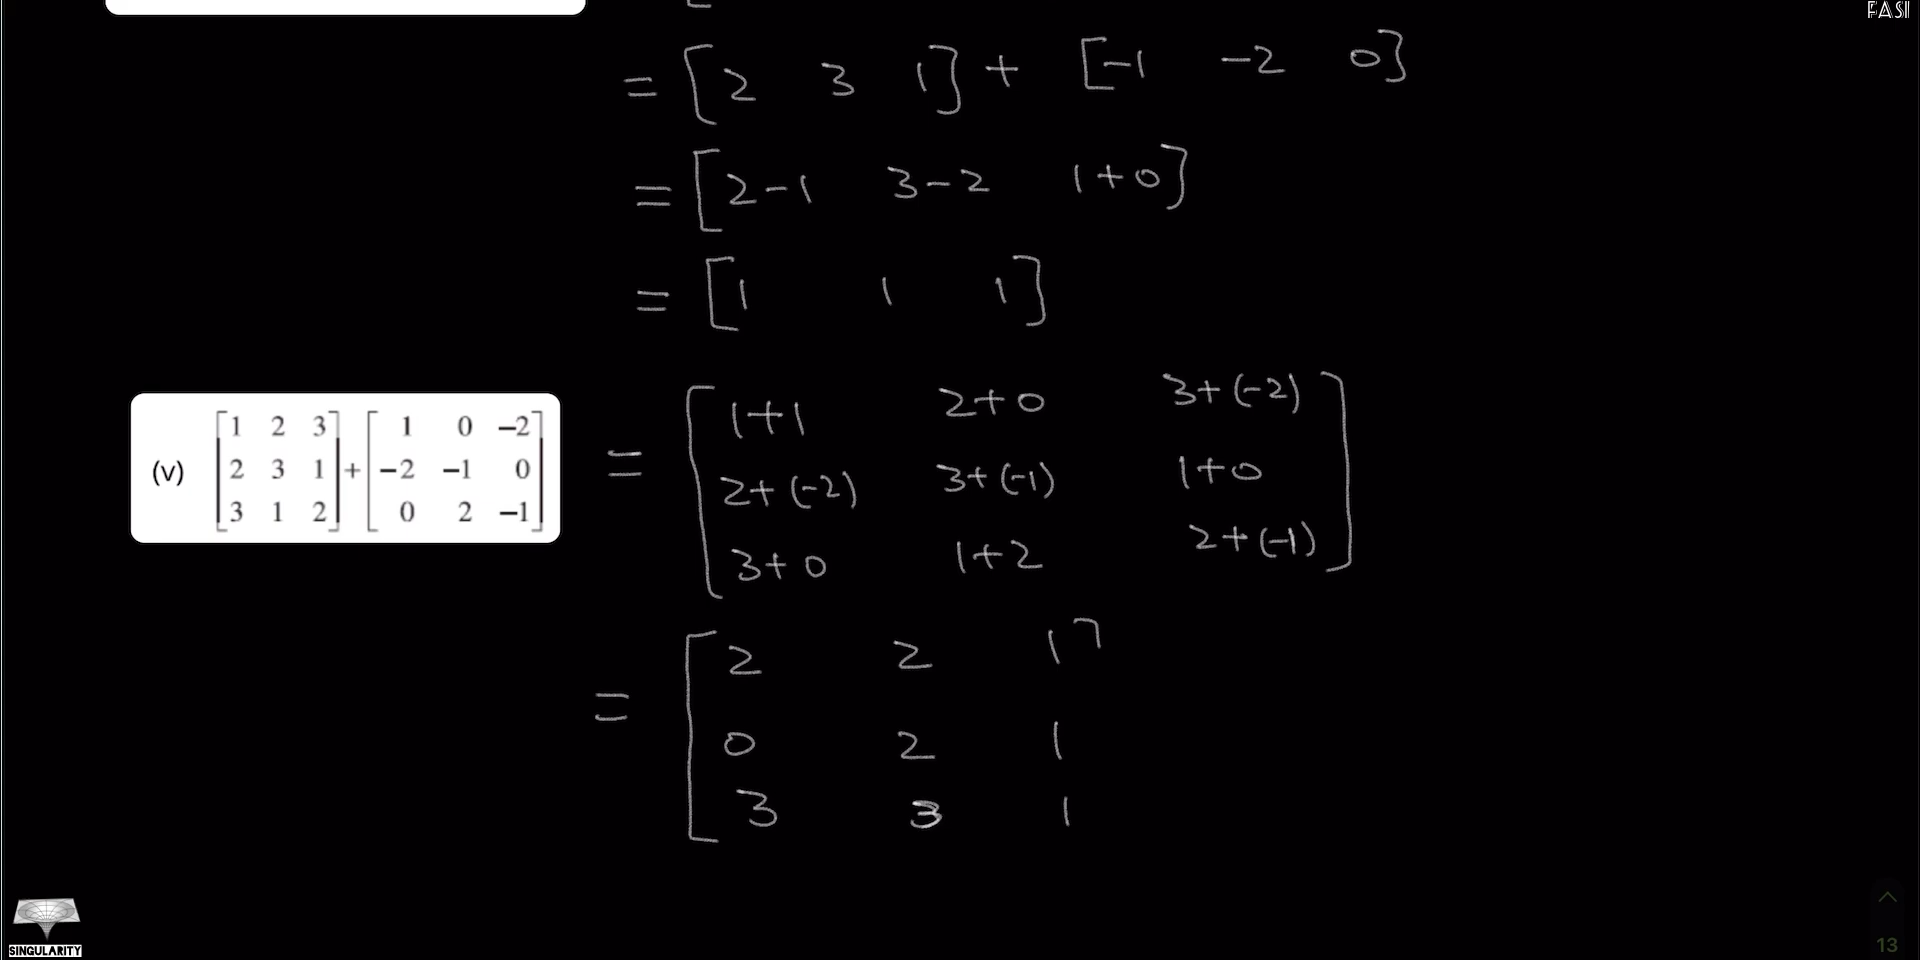 FASI
= [2 3 1] + [-1 -2 0]
= [2-1 3-2 1+0]
= [1 1 1]
(v) [1 2 3] + [1 0 -2]
[2 3 1] [-2 -1 0]
[3 1 2] [0 2 -1]
= [1+1 2+0 3+(-2)]
[2+(-2) 3+(-1) 1+0]
[3+0 1+2 2+(-1)]
= [2 2 1
0 2 1
3 3 1
SINGULARITY
13